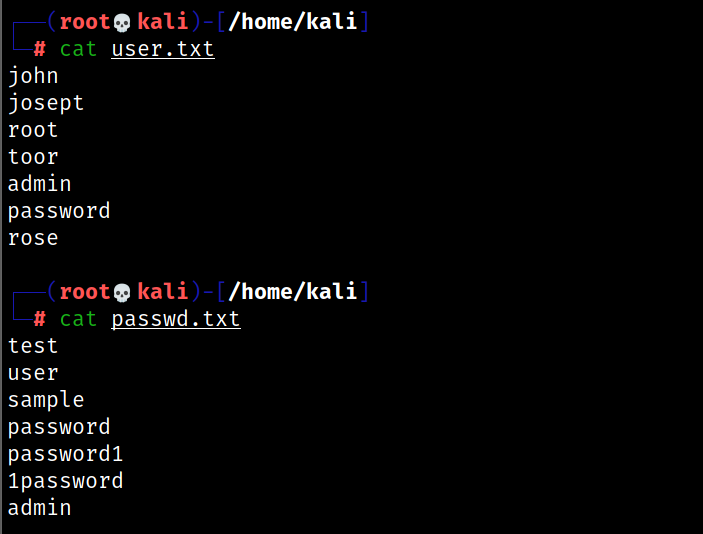 ┌──(root💀kali)-[/home/kali]
└─# cat user.txt
john
josept
root
toor
admin
password
rose
┌──(root💀kali)-[/home/kali]
└─# cat passwd.txt
test
user
sample
password
password1
1password
admin